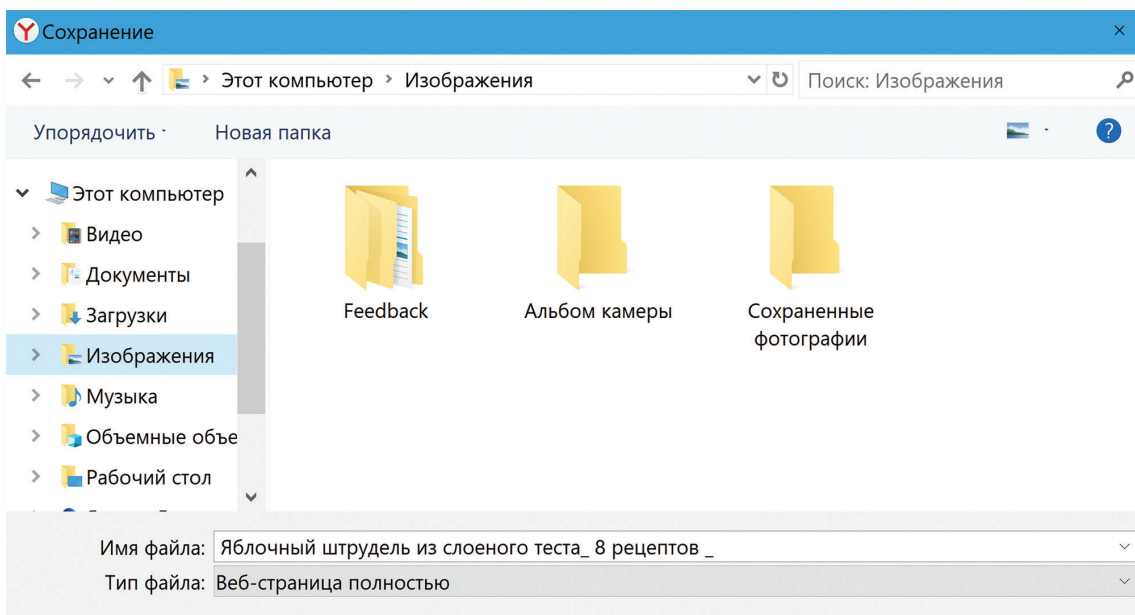 Сохранение
Этот компьютер > Изображения
Поиск: Изображения
Упорядочить
Новая папка
Этот компьютер
Видео
Документы
Загрузки
Изображения
Музыка
Объемные объе
Рабочий стол
Feedback
Альбом камеры
Сохраненные
фотографии
Имя файла: Яблочный штрудель из слоеного теста_ 8 рецептов _
Тип файла: Веб-страница полностью